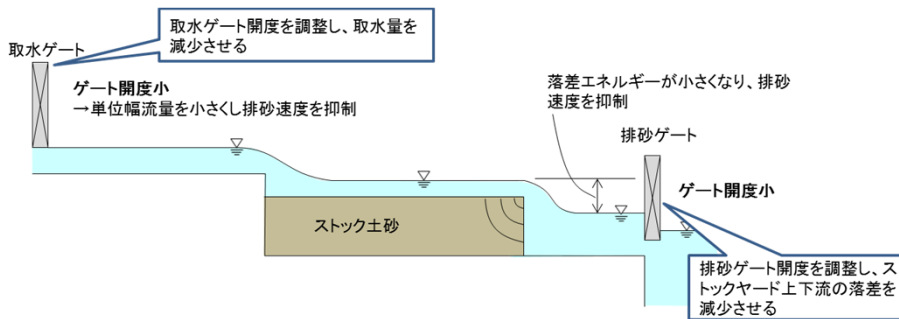 取水ゲート開度を調整し、取水量を
減少させる
取水ゲート
ゲート開度小
→単位幅流量を小さくし排砂速度を抑制
落差エネルギーが小さくなり、排砂
速度を抑制
排砂ゲート
ゲート開度小
ストック土砂
排砂ゲート開度を調整し、ス
トックヤード上下流の落差を
減少させる